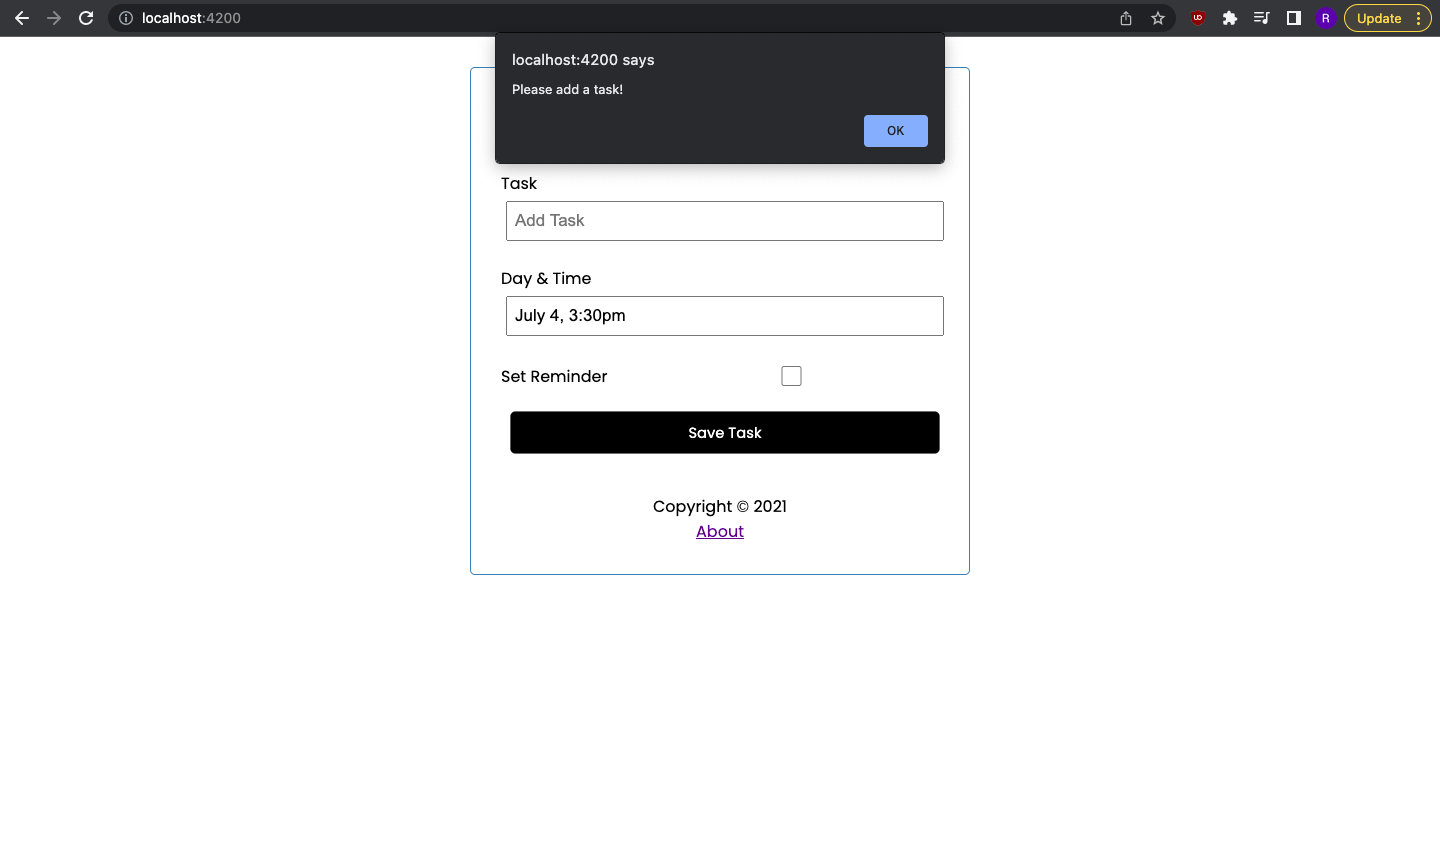 localhost:4200
R
Update
localhost:4200 says
Please add a task!
OK
Task
Add Task
Day & Time
July 4, 3:30pm
Set Reminder
Save Task
Copyright © 2021
About